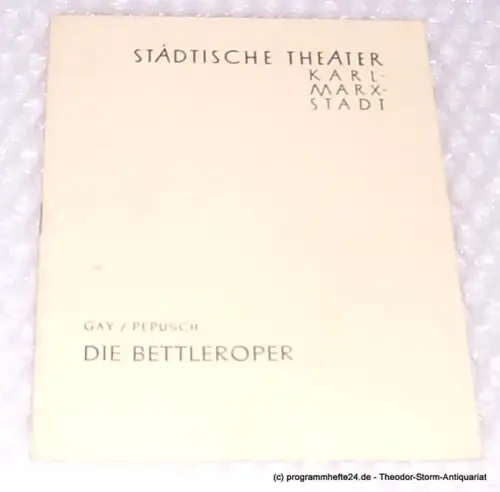 STÄDTISCHE THEATER
KARL-
MARX-
STADT
GAY / PEPUSCH
DIE BETTLEROPER
(c) programmhefte24.de - Theodor-Storm-Antiquariat